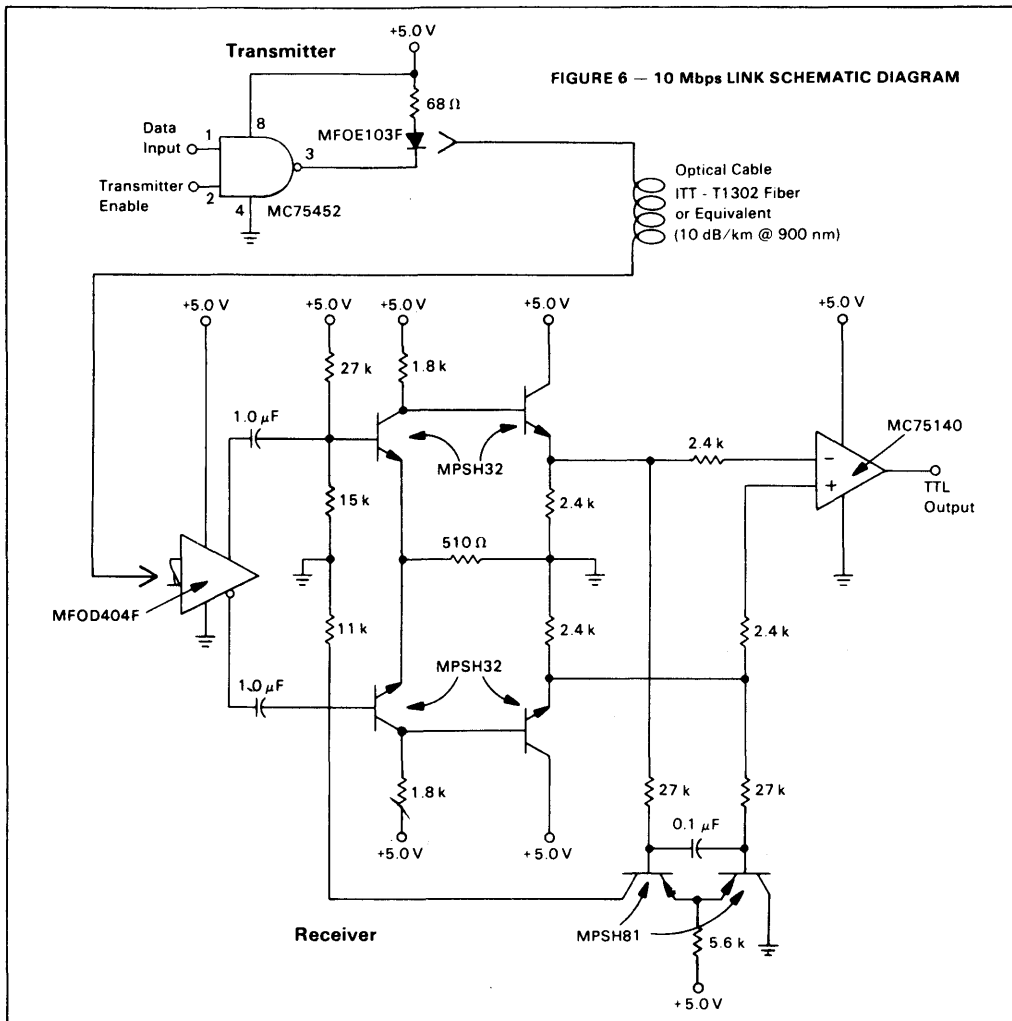 FIGURE 6 — 10 Mbps LINK SCHEMATIC DIAGRAM
Transmitter
+5.0 V
68 Ω
MFOE103F
Data
Input
1
8
3
Transmitter
Enable
2
4
MC75452
Optical Cable
ITT - T1302 Fiber
or Equivalent
(10 dB/km @ 900 nm)
+5.0 V
+5.0 V
+5.0 V
+5.0 V
+5.0 V
27 k
1.8 k
1.0 μF
MPSH32
2.4 k
MC75140
−
+
TTL
Output
15 k
2.4 k
510 Ω
MFOD404F
11 k
2.4 k
2.4 k
1.0 μF
MPSH32
1.8 k
27 k
27 k
+5.0 V
+5.0 V
0.1 μF
Receiver
MPSH81
5.6 k
+5.0 V